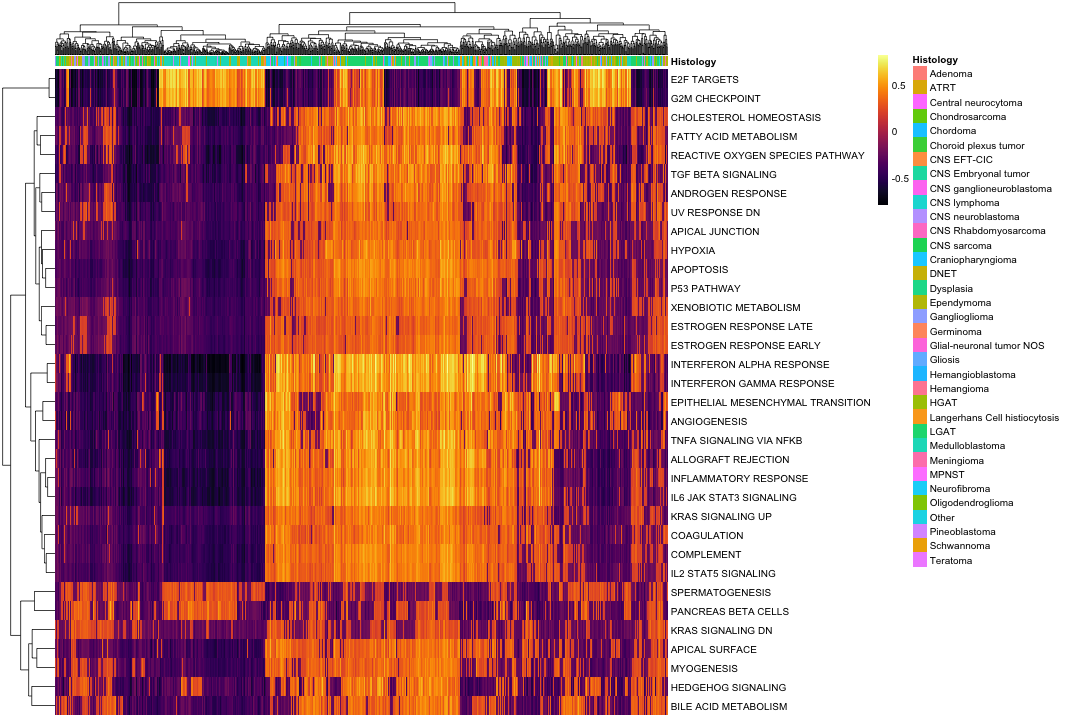 Histology
E2F TARGETS
G2M CHECKPOINT
CHOLESTEROL HOMEOSTASIS
FATTY ACID METABOLISM
REACTIVE OXYGEN SPECIES PATHWAY
TGF BETA SIGNALING
ANDROGEN RESPONSE
UV RESPONSE DN
APICAL JUNCTION
HYPOXIA
APOPTOSIS
P53 PATHWAY
XENOBIOTIC METABOLISM
ESTROGEN RESPONSE LATE
ESTROGEN RESPONSE EARLY
INTERFERON ALPHA RESPONSE
INTERFERON GAMMA RESPONSE
EPITHELIAL MESENCHYMAL TRANSITION
ANGIOGENESIS
TNFA SIGNALING VIA NFKB
ALLOGRAFT REJECTION
INFLAMMATORY RESPONSE
IL6 JAK STAT3 SIGNALING
KRAS SIGNALING UP
COAGULATION
COMPLEMENT
IL2 STAT5 SIGNALING
SPERMATOGENESIS
PANCREAS BETA CELLS
KRAS SIGNALING DN
APICAL SURFACE
MYOGENESIS
HEDGEHOG SIGNALING
BILE ACID METABOLISM
0.5
0
-0.5
Histology
Adenoma
ATRT
Central neurocytoma
Chondrosarcoma
Chordoma
Choroid plexus tumor
CNS EFT-CIC
CNS Embryonal tumor
CNS ganglioneuroblastoma
CNS lymphoma
CNS neuroblastoma
CNS Rhabdomyosarcoma
CNS sarcoma
Craniopharyngioma
DNET
Dysplasia
Ependymoma
Ganglioglioma
Germinoma
Glial-neuronal tumor NOS
Gliosis
Hemangioblastoma
Hemangioma
HGAT
Langerhans Cell histiocytosis
LGAT
Medulloblastoma
Meningioma
MPNST
Neurofibroma
Oligodendroglioma
Other
Pineoblastoma
Schwannoma
Teratoma